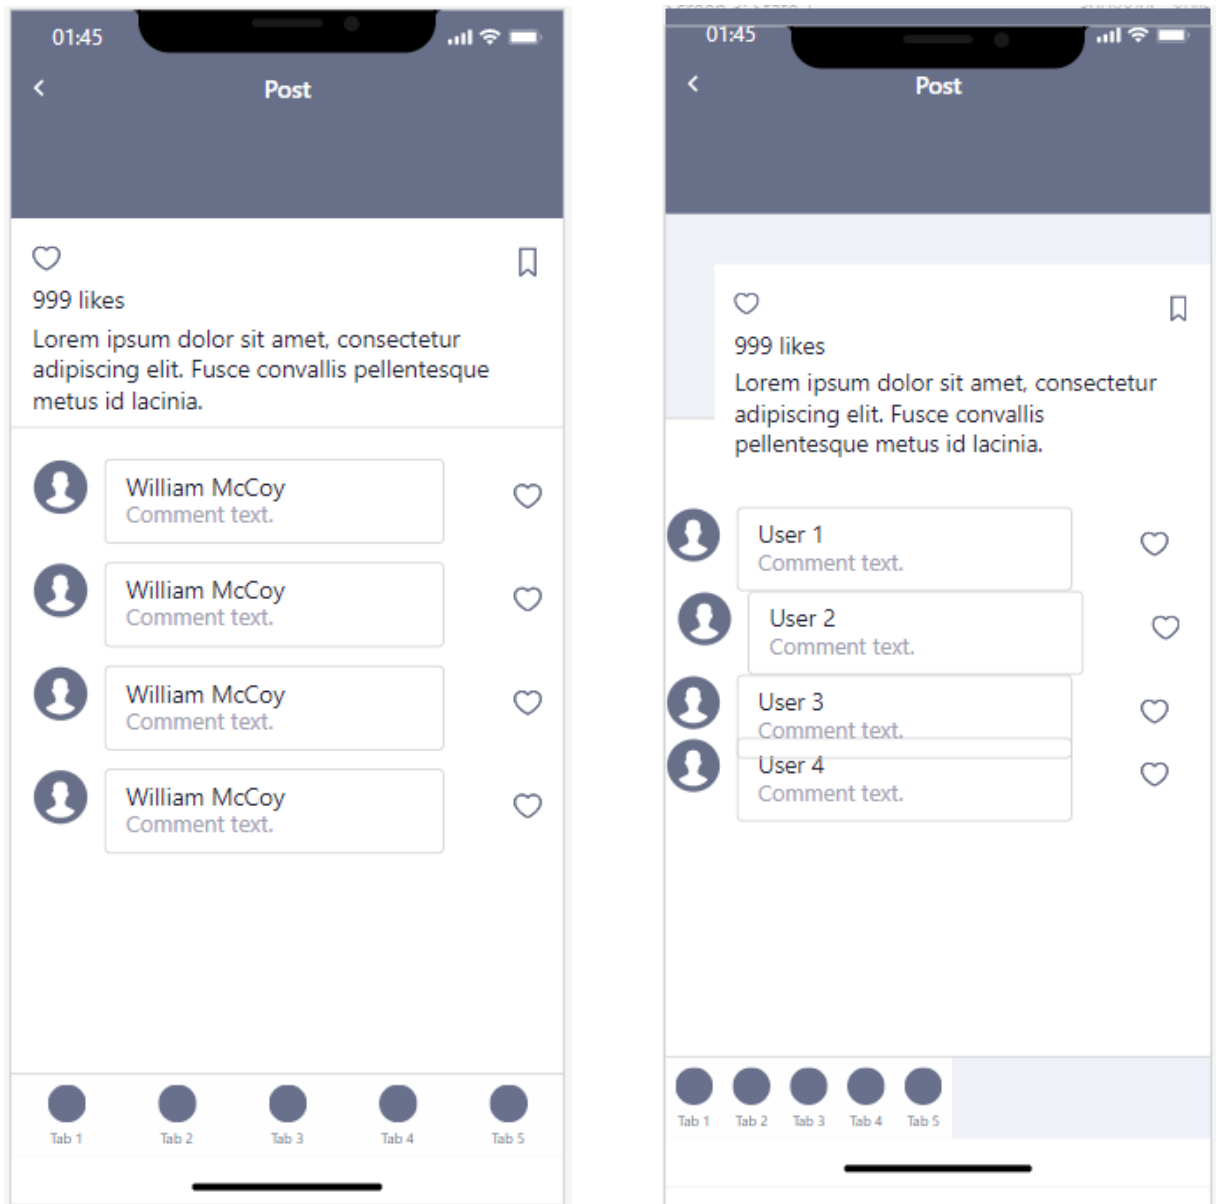 01:45
Post
999 likes
Lorem ipsum dolor sit amet, consectetur
adipiscing elit. Fusce convallis pellentesque
metus id lacinia.
William McCoy
Comment text.
William McCoy
Comment text.
William McCoy
Comment text.
William McCoy
Comment text.
Tab 1
Tab 2
Tab 3
Tab 4
Tab 5
01:45
Post
999 likes
Lorem ipsum dolor sit amet, consectetur
adipiscing elit. Fusce convallis
pellentesque metus id lacinia.
User 1
Comment text.
User 2
Comment text.
User 3
Comment text.
User 4
Comment text.
Tab 1
Tab 2
Tab 3
Tab 4
Tab 5